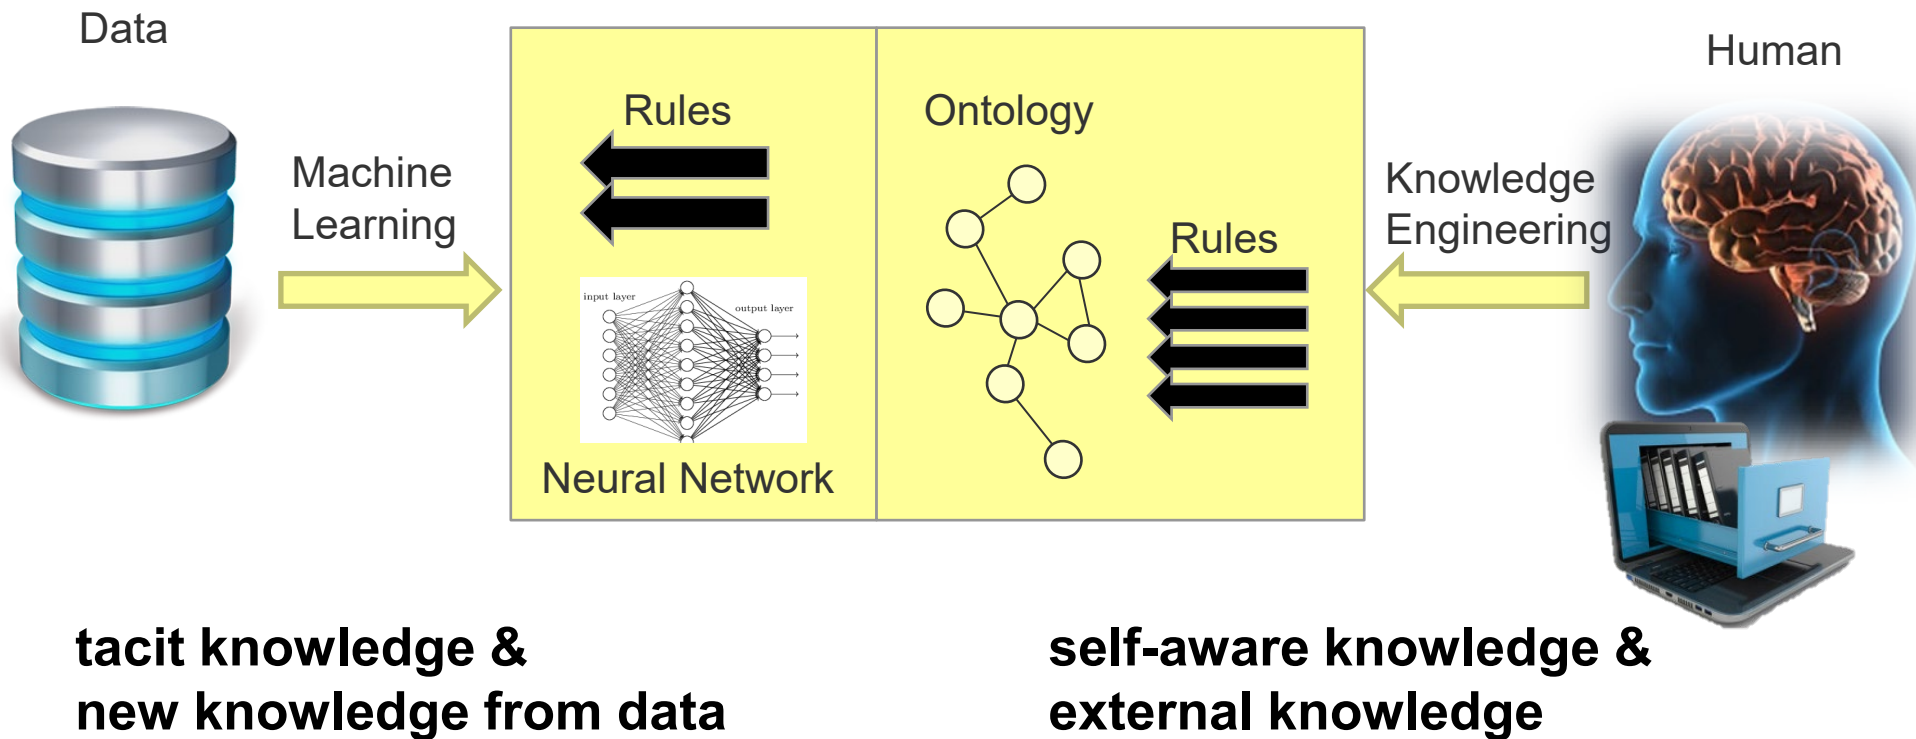 Data
Human
Rules
Ontology
Machine
Learning
Knowledge
Engineering
Rules
input layer
output layer
Neural Network
tacit knowledge &
new knowledge from data
self-aware knowledge &
external knowledge